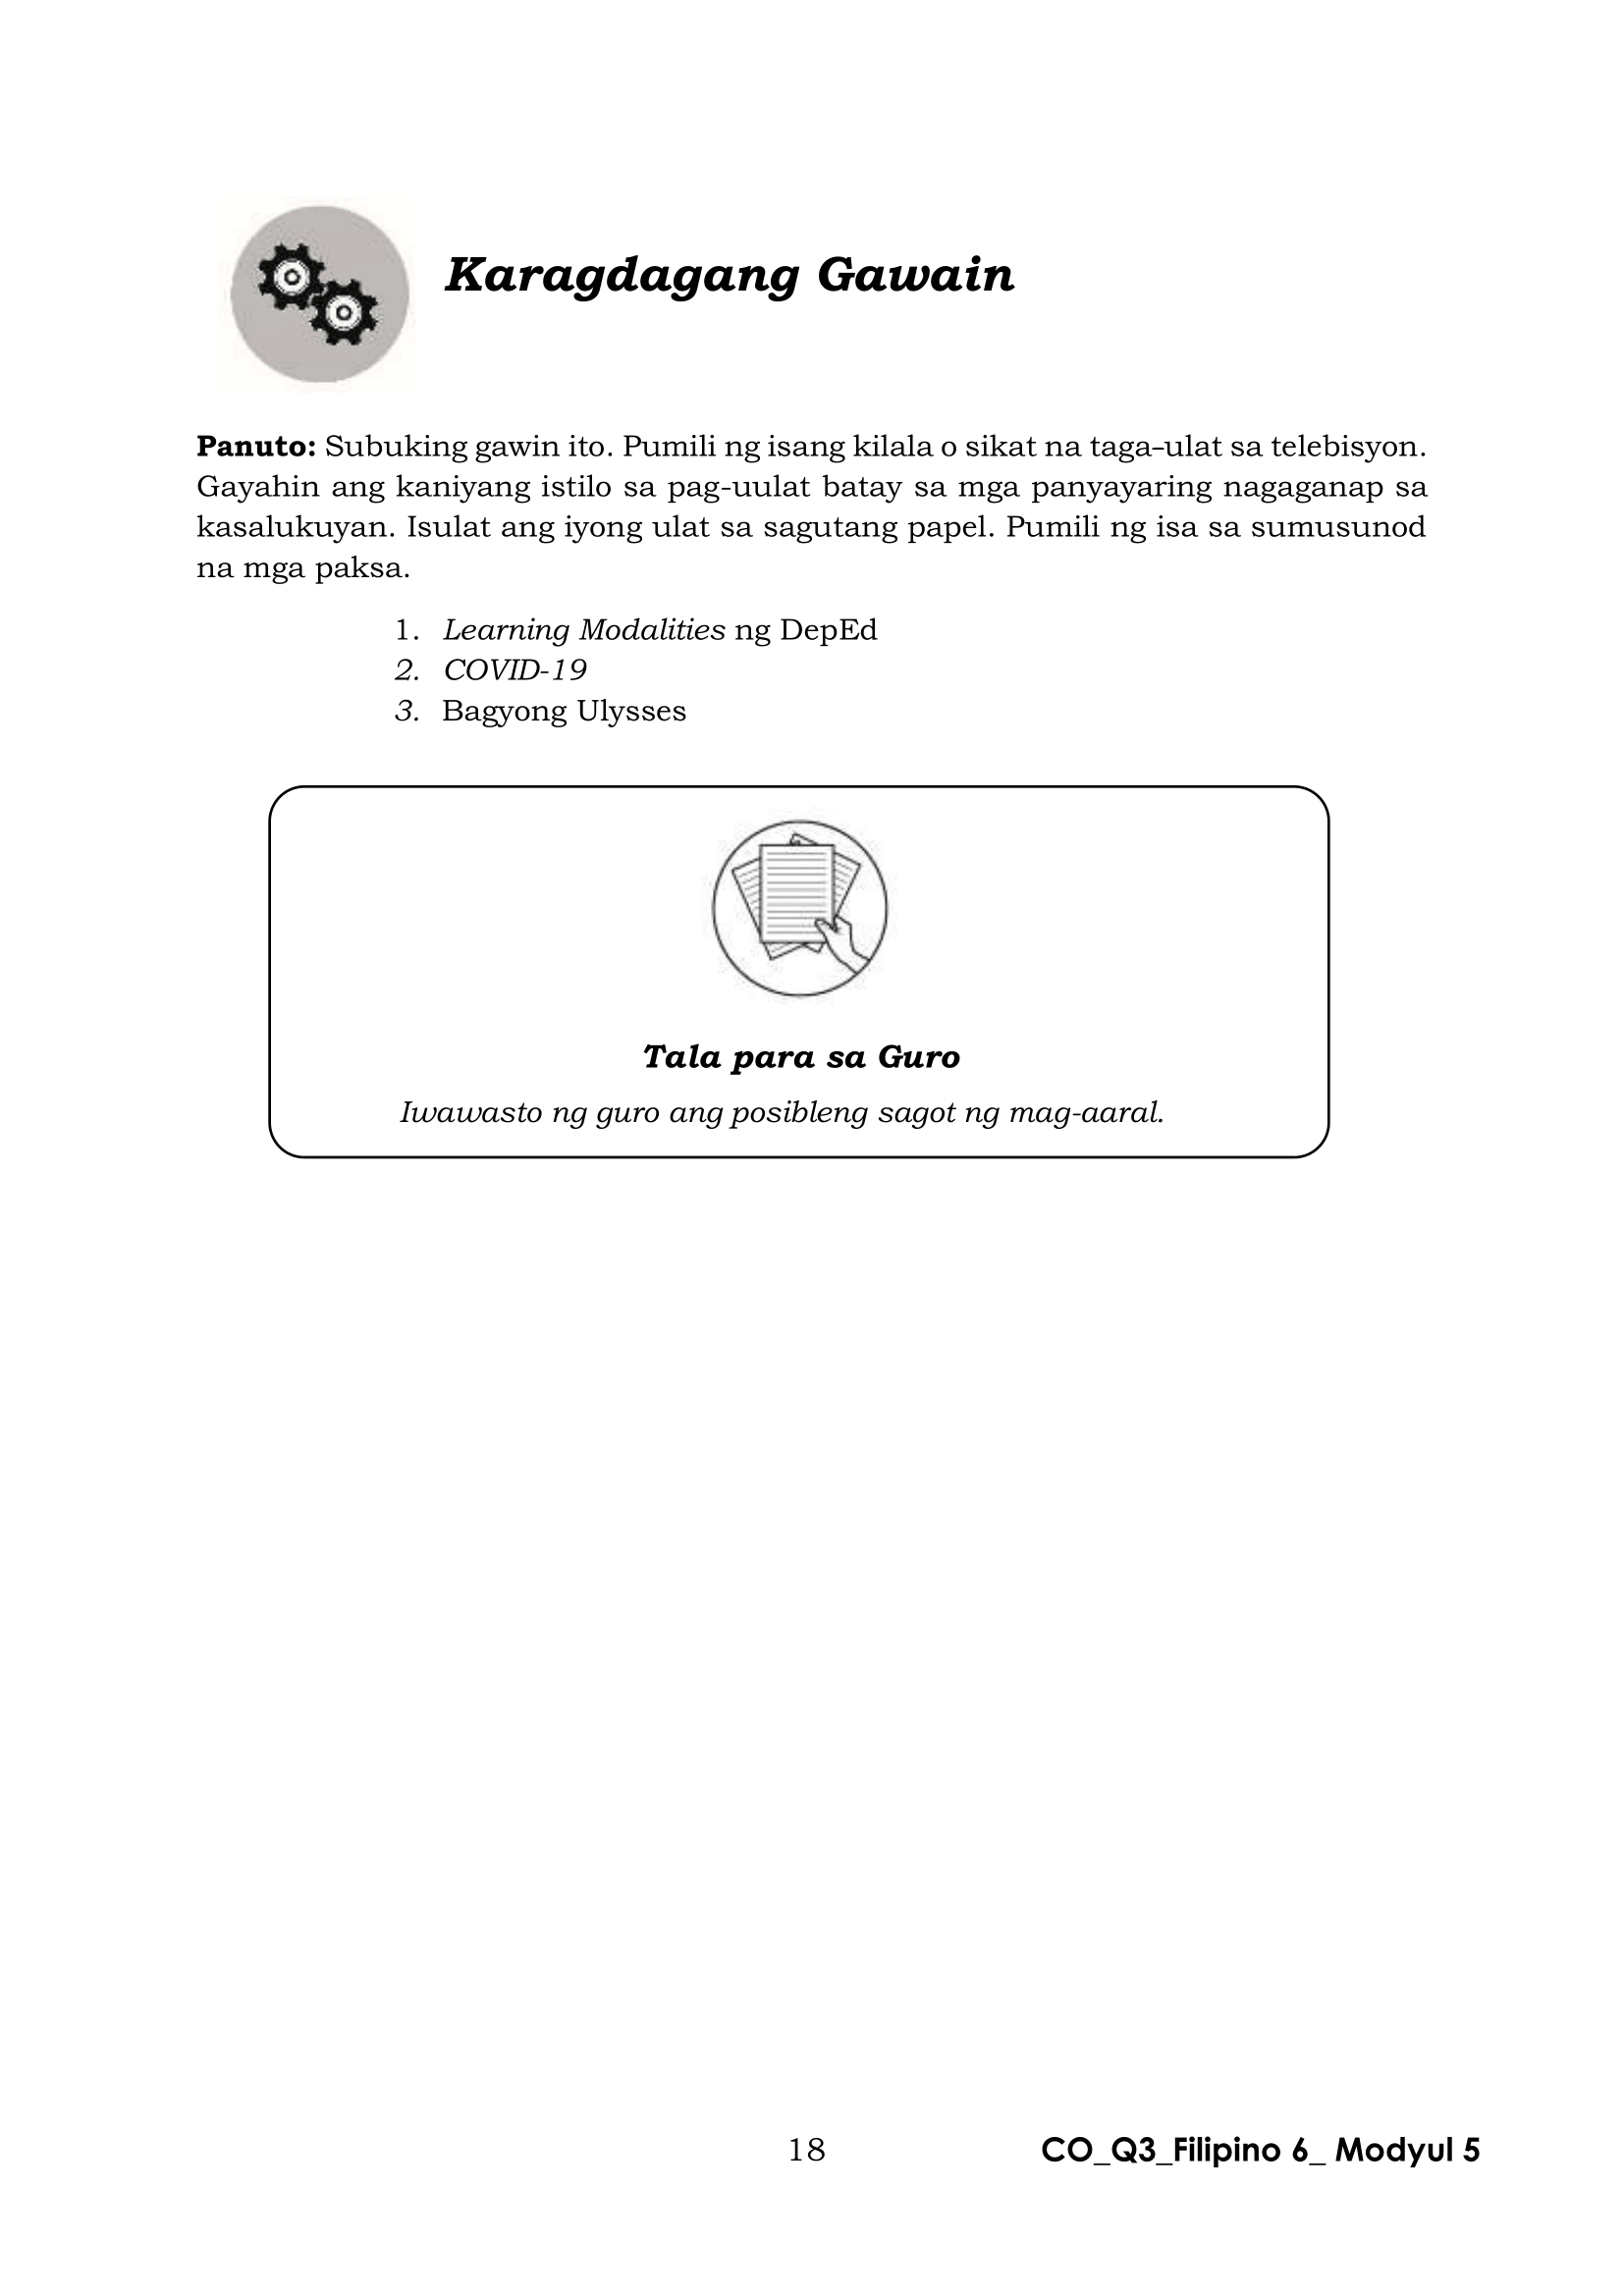 Karagdagang Gawain
Panuto: Subuking gawin ito. Pumili ng isang kilala o sikat na taga–ulat sa telebisyon.
Gayahin ang kaniyang istilo sa pag-uulat batay sa mga panyayaring nagaganap sa
kasalukuyan. Isulat ang iyong ulat sa sagutang papel. Pumili ng isa sa sumusunod
na mga paksa.
1. Learning Modalities ng DepEd
2. COVID-19
3. Bagyong Ulysses
Tala para sa Guro
Iwawasto ng guro ang posibleng sagot ng mag-aaral.
18 CO_Q3_Filipino 6_ Modyul 5